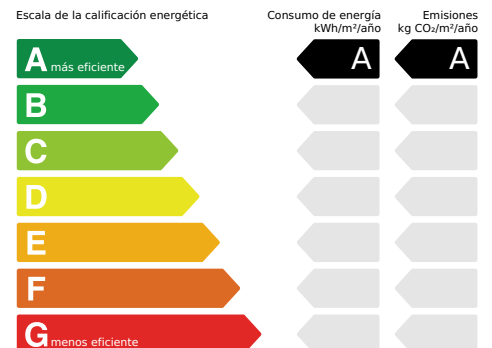 Escala de la calificación energética
Consumo de energía
kWh/m²/año
Emisiones
kg CO₂/m²/año
A más eficiente
A
A
B
C
D
E
F
G menos eficiente